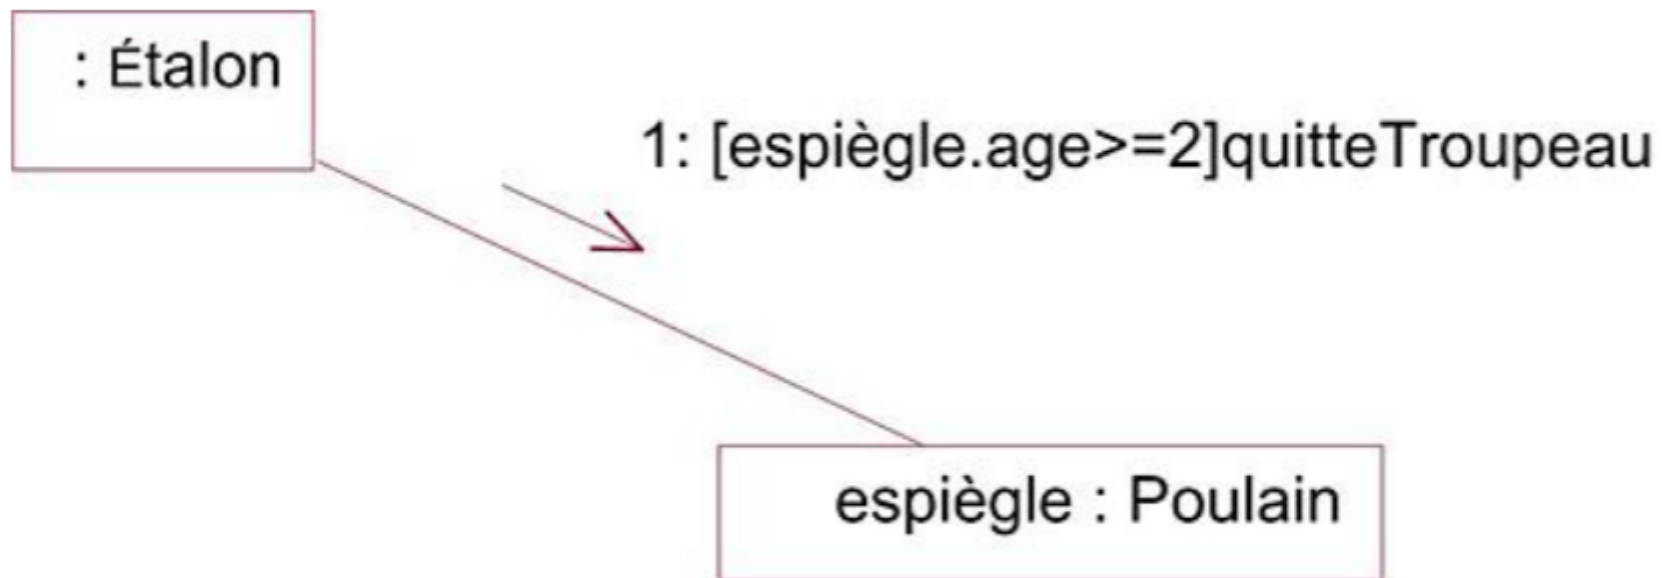 : Étalon
1: [espiègle.age>=2]quitteTroupeau
espiègle : Poulain